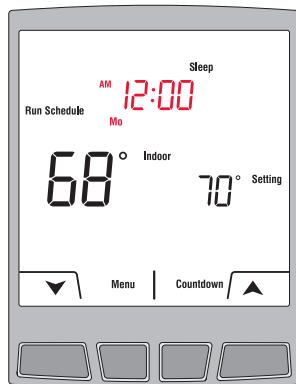 Sleep
AM 12:00
Run Schedule
Mo
68° Indoor
70° Setting
Menu
Countdown